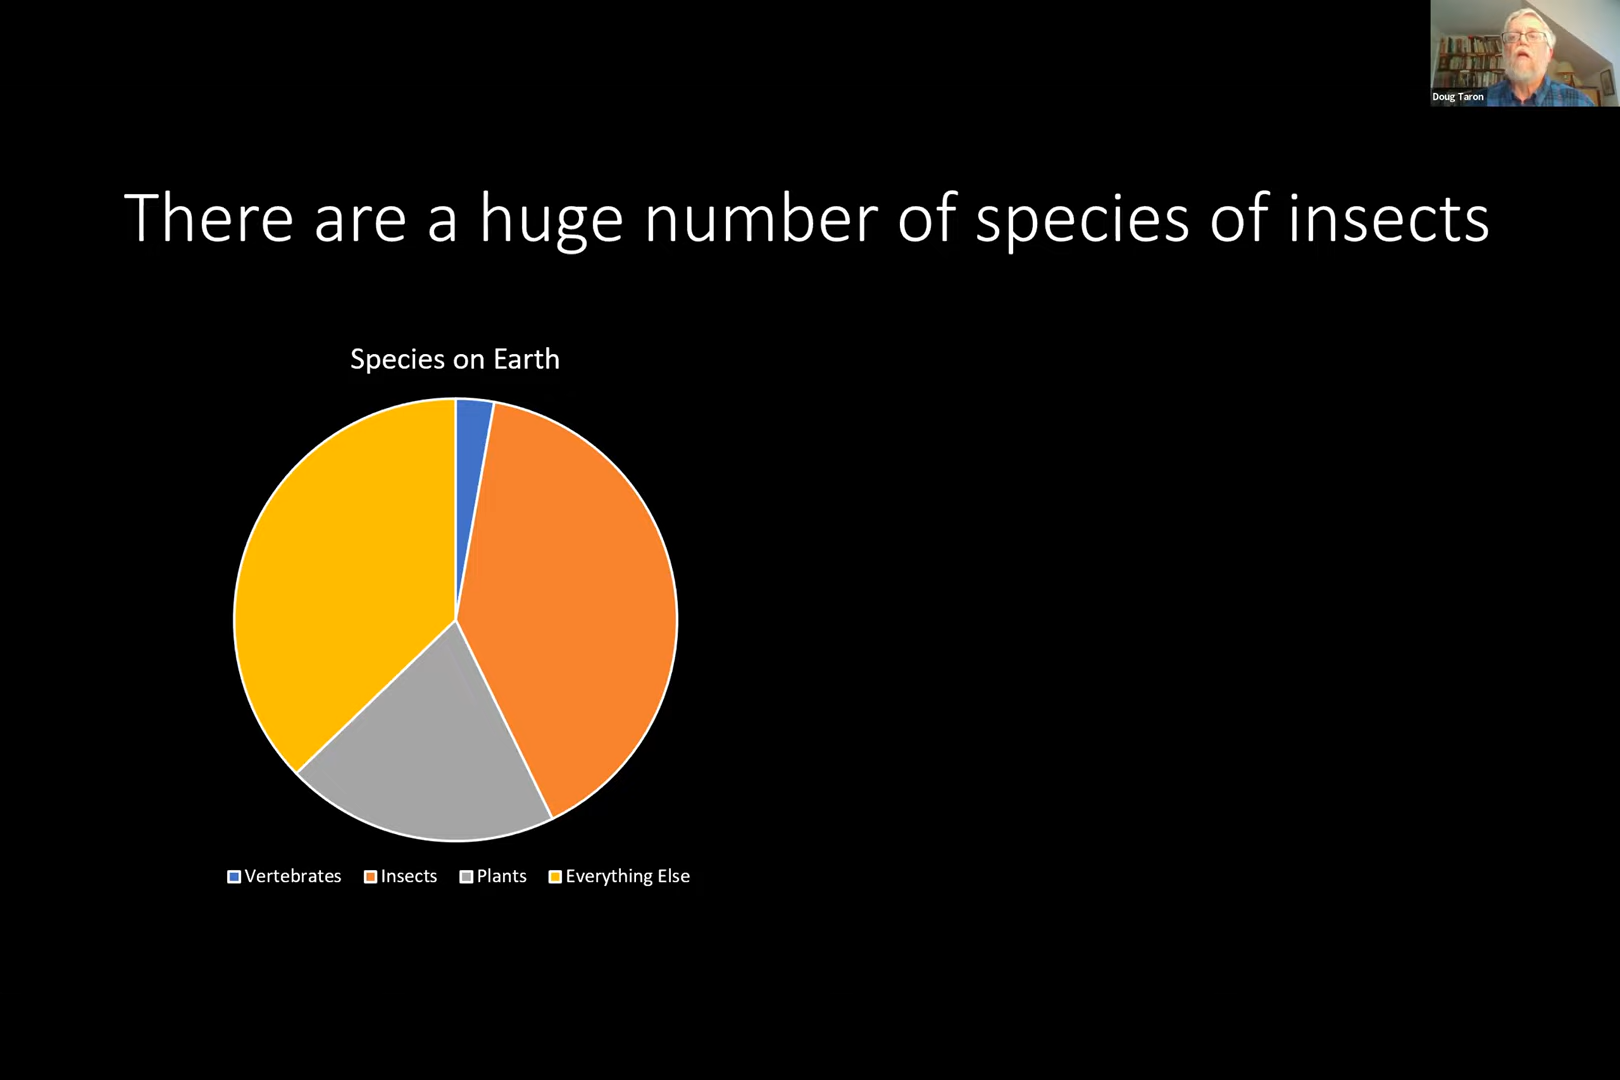 Doug Taron
There are a huge number of species of insects
Species on Earth
Vertebrates Insects Plants Everything Else